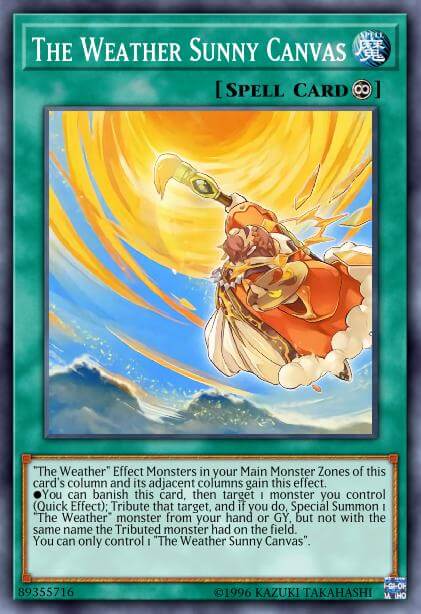 THE WEATHER SUNNY CANVAS
SPELL
魔
[SPELL CARD]
"The Weather" Effect Monsters in your Main Monster Zones of this
card's column and its adjacent columns gain this effect.
●You can banish this card, then target 1 monster you control
(Quick Effect); Tribute that target, and if you do, Special Summon 1
"The Weather" monster from your hand or GY, but not with the
same name the Tributed monster had on the field.
You can only control 1 "The Weather Sunny Canvas".
89355716
©1996 KAZUKI TAKAHASHI